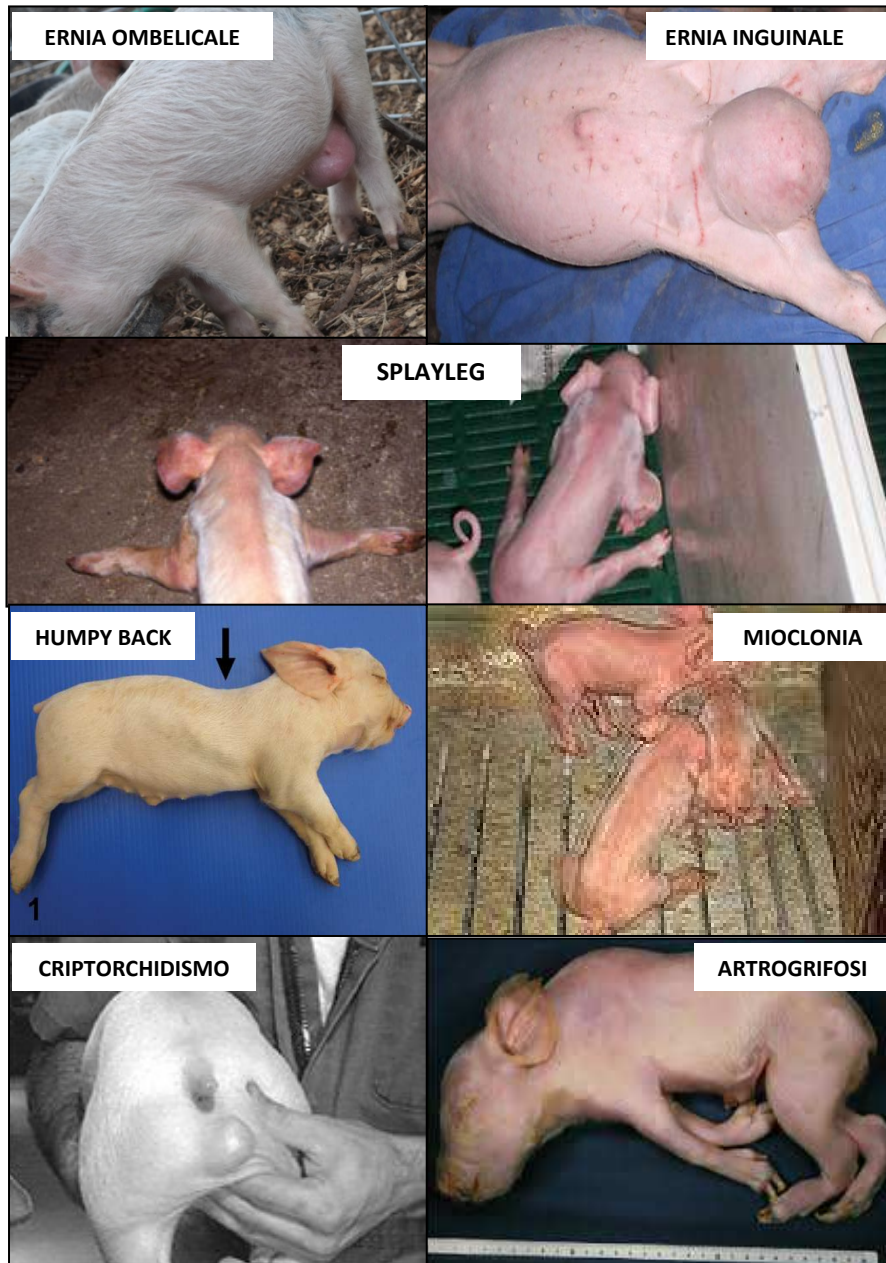 ERNIA OMBELICALE
ERNIA INGUINALE
SPLAYLEG
HUMPY BACK
MIOCLONIA
1
CRIPTORCHIDISMO
ARTROGRIFOSI